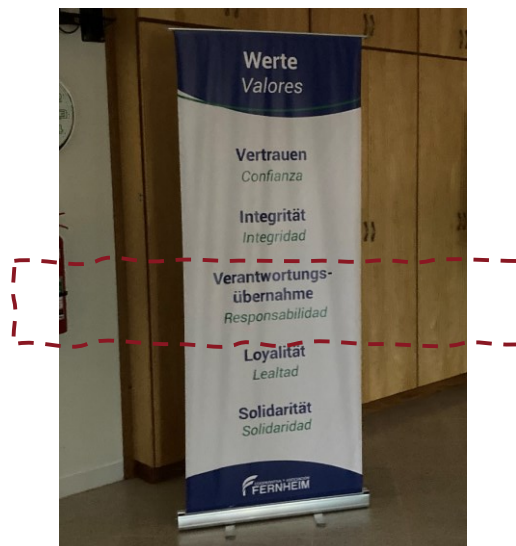 Werte
Valores
Vertrauen
Confianza
Integrität
Integridad
Verantwortungs-
übernahme
Responsabilidad
Loyalität
Lealtad
Solidarität
Solidaridad
FERNHEIM